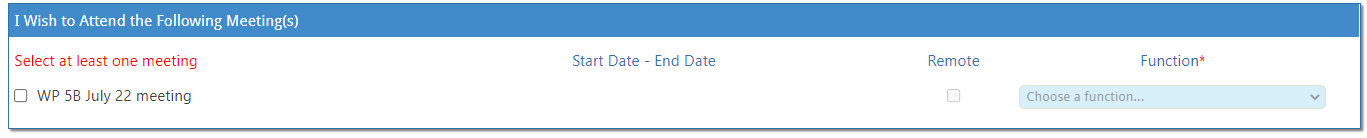 I Wish to Attend the Following Meeting(s)
Select at least one meeting Start Date - End Date Remote Function*
WP 5B July 22 meeting Choose a function...